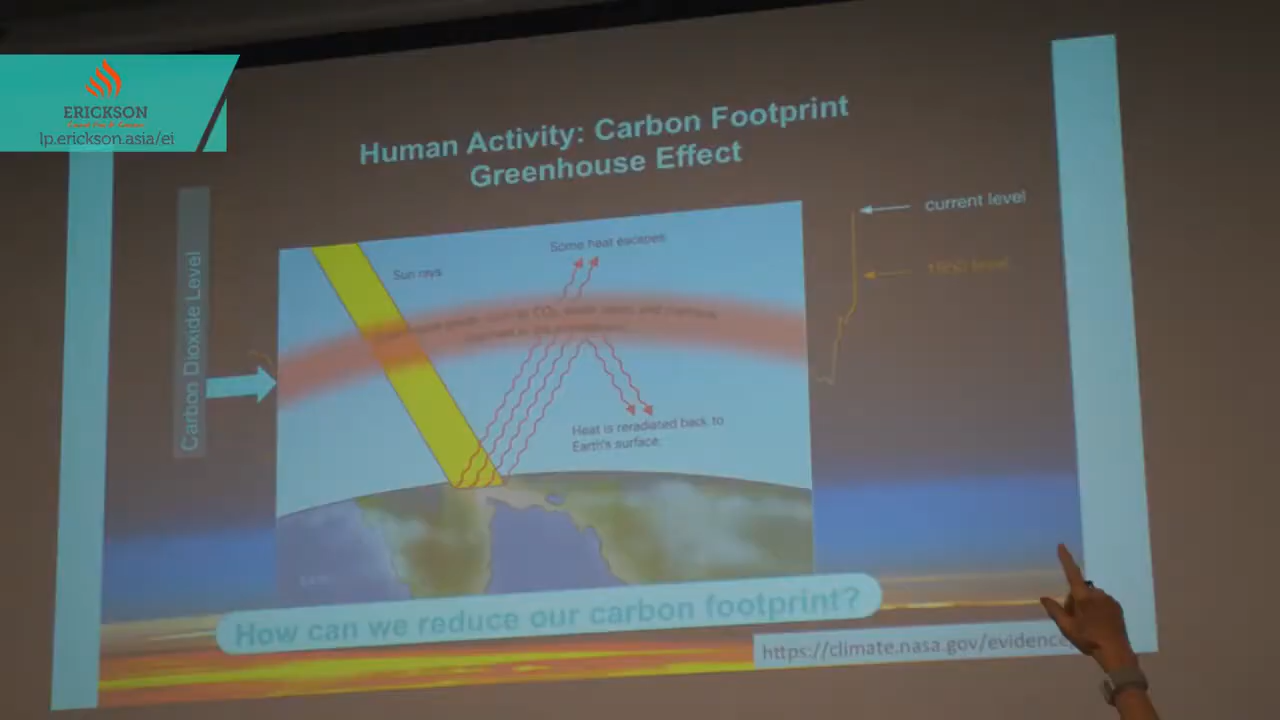 ERICKSON
lp.erickson.asia/ei
Human Activity: Carbon Footprint
Greenhouse Effect
Carbon Dioxide Level
Sun rays
Some heat escapes
current level
level
Heat is reradiated back to
Earth's surface.
How can we reduce our carbon footprint?
https://climate.nasa.gov/evidence